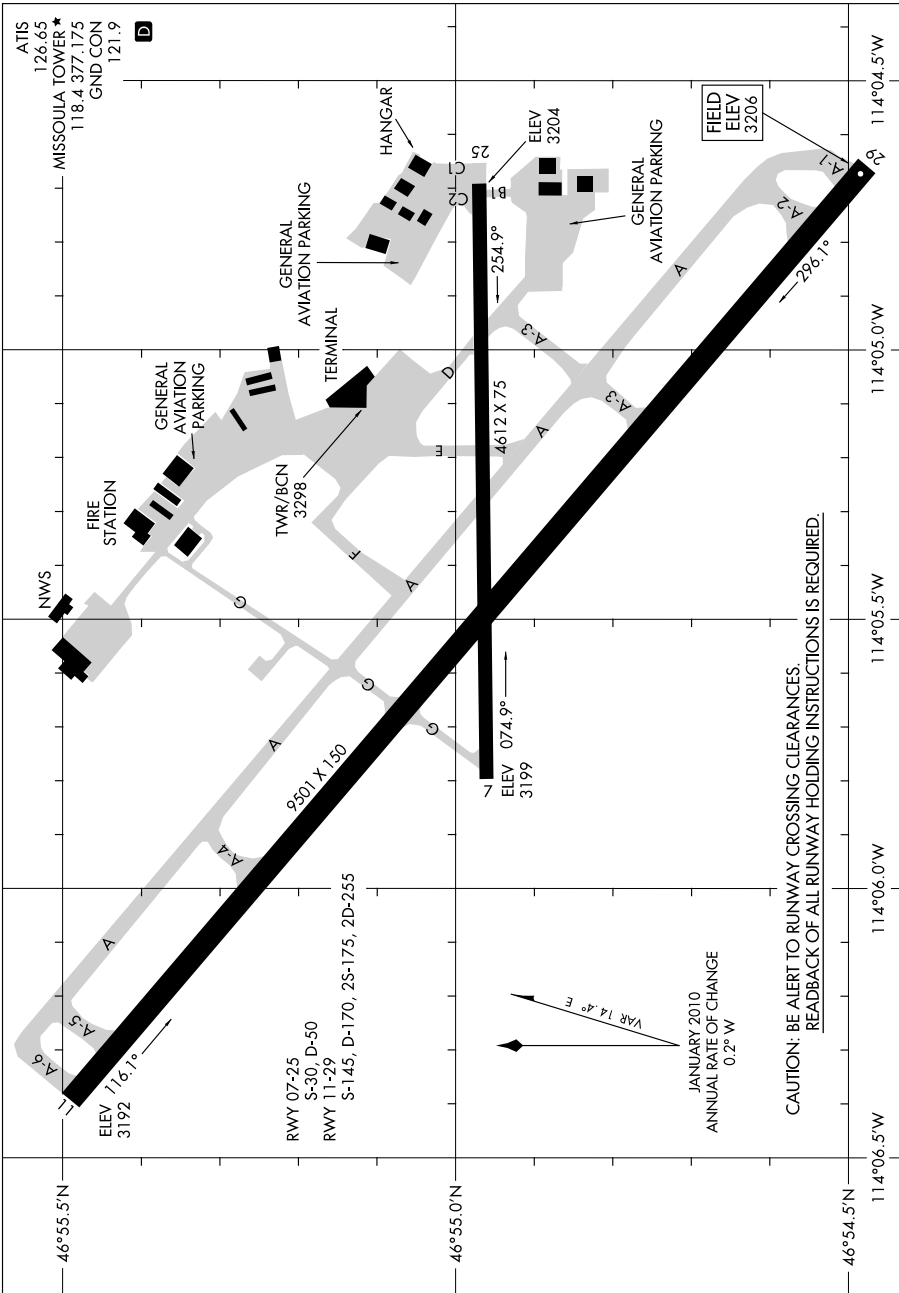 ATIS
126.65
MISSOULA TOWER★
118.4 377.175
GND CON
121.9
D
NWS
FIRE
STATION
GENERAL
AVIATION
PARKING
TERMINAL
TWR/BCN
3298
GENERAL
AVIATION PARKING
HANGAR
C1
C2
25
B1
ELEV
3204
GENERAL
AVIATION PARKING
FIELD
ELEV
3206
29
A-1
A-2
296.1°
A
A-3
A-3
254.9°
4612 X 75
D
E
A
F
A
G
G
G
A
9501 X 150
A-4
A
A-5
A-6
11
116.1°
ELEV
3192
7
074.9°
ELEV
3199
RWY 07-25
S-30, D-50
RWY 11-29
S-145, D-170, 2S-175, 2D-255
VAR 14.4° E
JANUARY 2010
ANNUAL RATE OF CHANGE
0.2° W
CAUTION: BE ALERT TO RUNWAY CROSSING CLEARANCES.
READBACK OF ALL RUNWAY HOLDING INSTRUCTIONS IS REQUIRED.
46°55.5'N
46°55.0'N
46°54.5'N
114°06.5'W
114°06.0'W
114°05.5'W
114°05.0'W
114°04.5'W